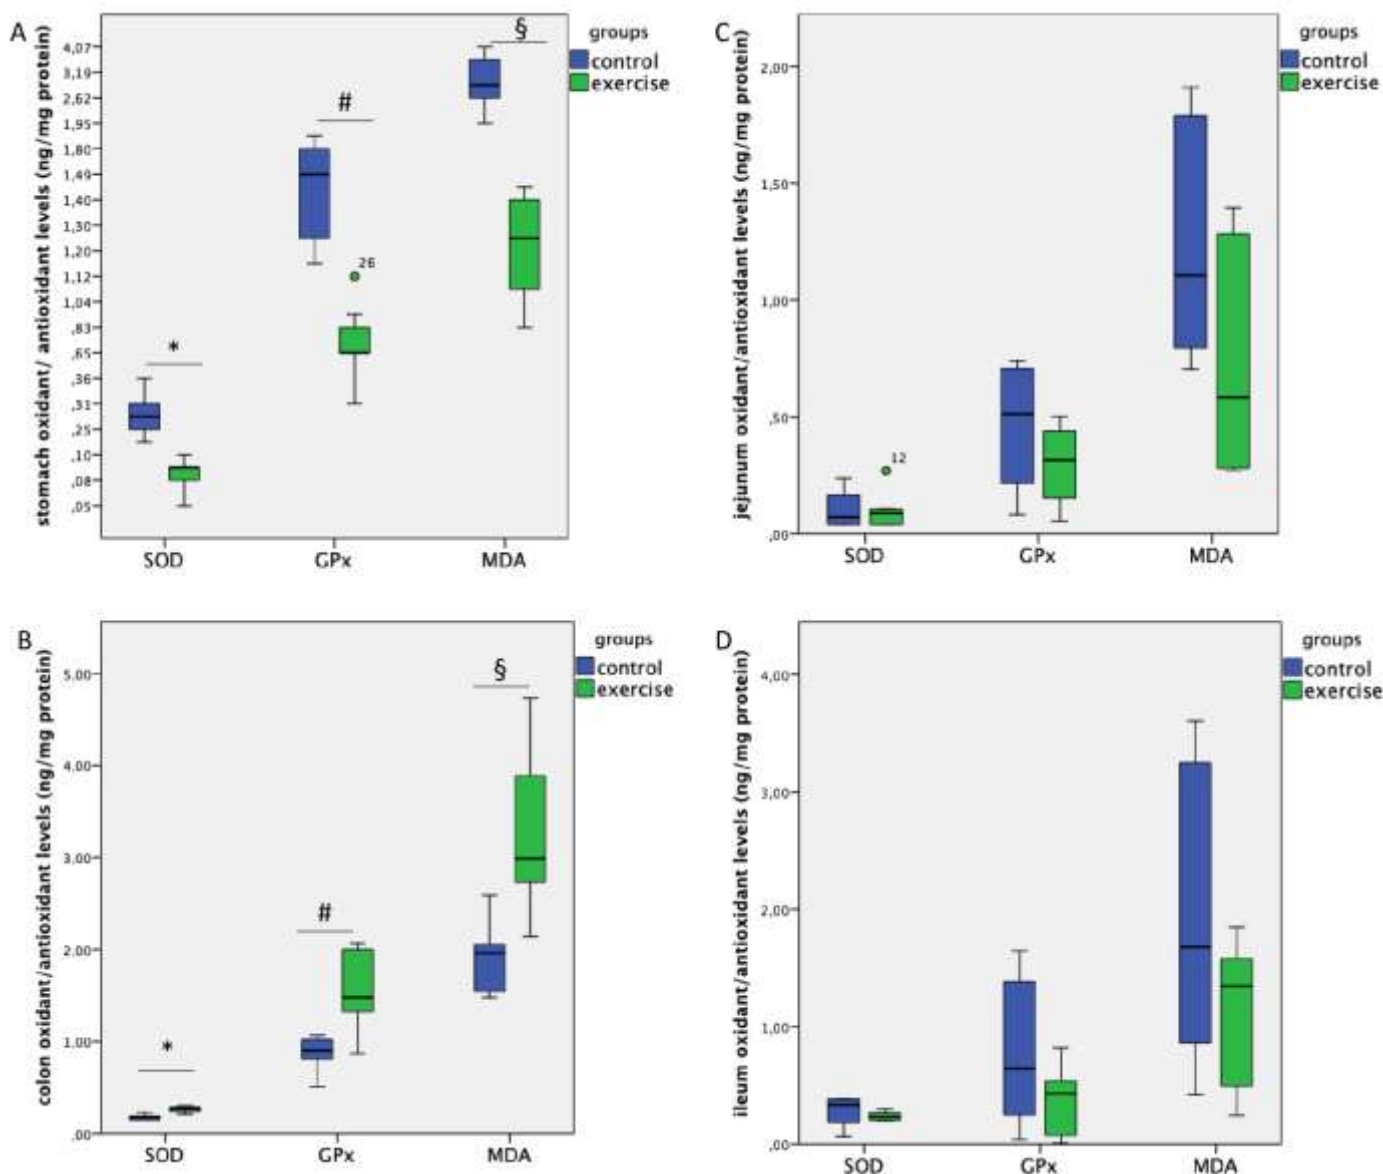 A
stomach oxidant/ antioxidant levels (ng/mg protein)
4,07
3,19
2,62
1,95
1,80
1,49
1,40
1,30
1,20
1,12
1,04
,83
,65
,36
,31
,25
,10
,08
,05
*
#
§
26
SOD
GPx
MDA
groups
control
exercise
C
jejunum oxidant/antioxidant levels (ng/mg protein)
2,00
1,50
1,00
,50
,00
12
SOD
GPx
MDA
groups
control
exercise
B
colon oxidant/antioxidant levels (ng/mg protein)
5,00
4,00
3,00
2,00
1,00
,00
*
#
§
SOD
GPx
MDA
groups
control
exercise
D
ileum oxidant/antioxidant levels (ng/mg protein)
4,00
3,00
2,00
1,00
,00
SOD
GPx
MDA
groups
control
exercise